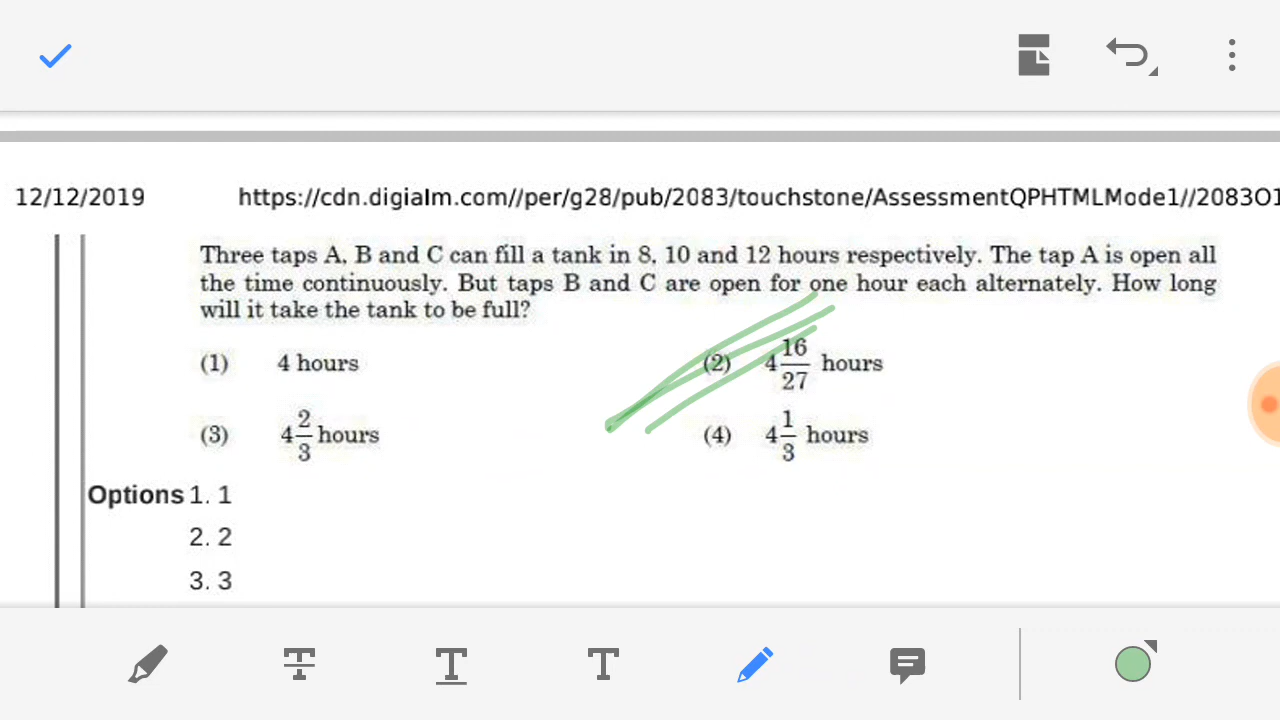 12/12/2019 https://cdn.digialm.com//per/g28/pub/2083/touchstone/AssessmentQPHTMLMode1//2083O1
Three taps A, B and C can fill a tank in 8, 10 and 12 hours respectively. The tap A is open all
the time continuously. But taps B and C are open for one hour each alternately. How long
will it take the tank to be full?
(1) 4 hours (2) 4 16/27 hours
(3) 4 2/3 hours (4) 4 1/3 hours
Options 1. 1
2. 2
3. 3
T T T